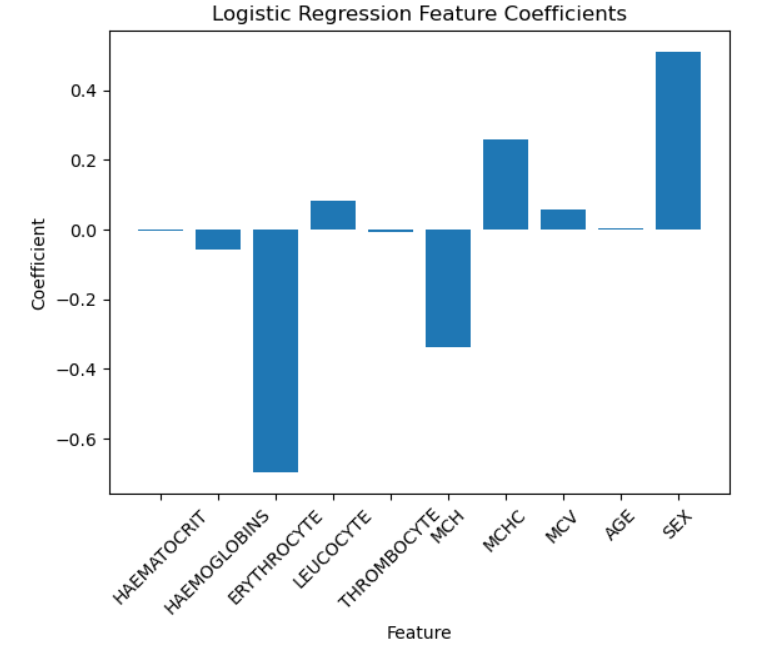 Logistic Regression Feature Coefficients
0.4
0.2
0.0
−0.2
−0.4
−0.6
Coefficient
HAEMATOCRIT
HAEMOGLOBINS
ERYTHROCYTE
LEUCOCYTE
THROMBOCYTE
MCH
MCHC
MCV
AGE
SEX
Feature